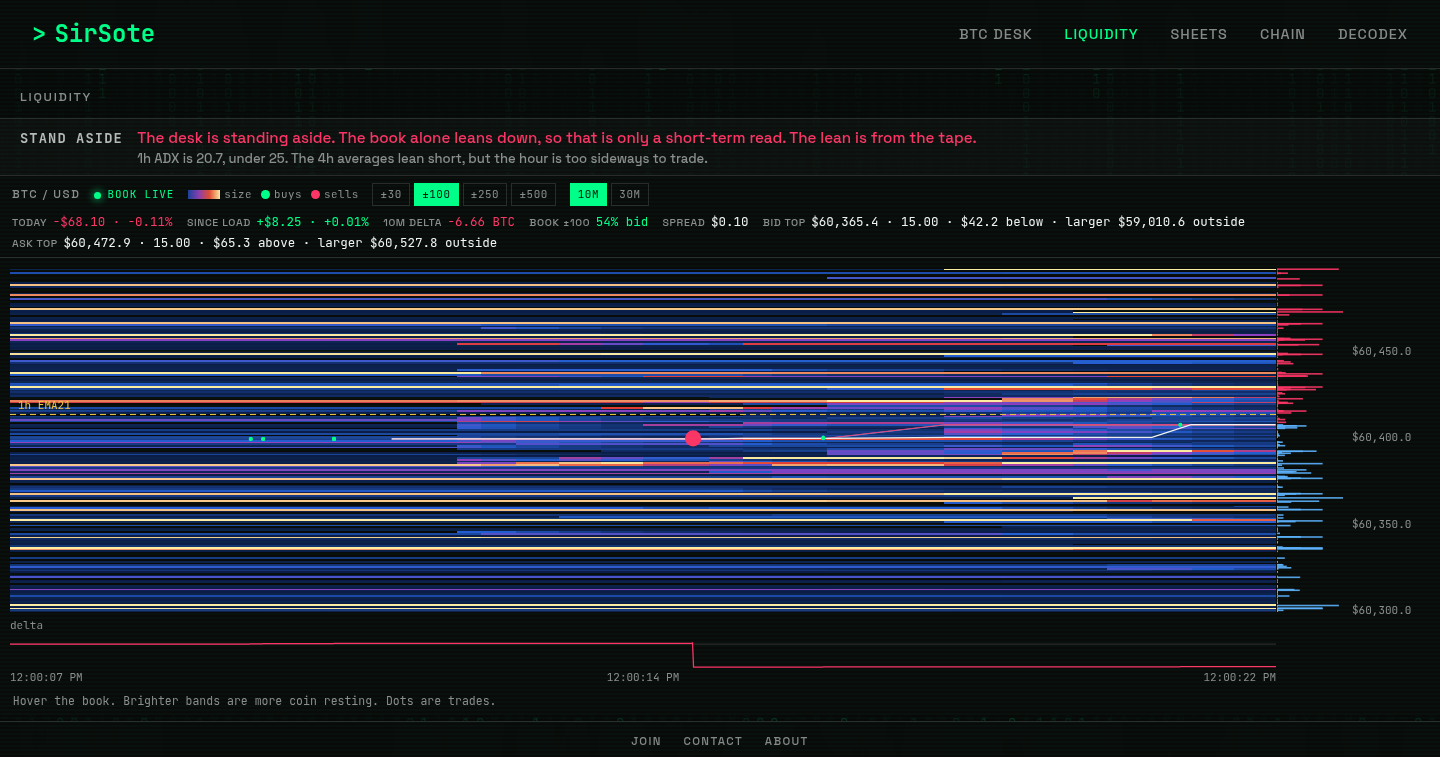 > SirSote
BTC DESK LIQUIDITY SHEETS CHAIN DECODEX
LIQUIDITY
STAND ASIDE The desk is standing aside. The book alone leans down, so that is only a short-term read. The lean is from the tape.
1h ADX is 20.7, under 25. The 4h averages lean short, but the hour is too sideways to trade.
BTC / USD BOOK LIVE size buys sells ±30 ±100 ±250 ±500 10M 30M
TODAY -$68.10 · -0.11% SINCE LOAD +$8.25 · +0.01% 10M DELTA -6.66 BTC BOOK ±100 54% bid SPREAD $0.10 BID TOP $60,365.4 · 15.00 · $42.2 below · larger $59,010.6 outside
ASK TOP $60,472.9 · 15.00 · $65.3 above · larger $60,527.8 outside
$60,450.0
1h EMA21
$60,400.0
$60,350.0
$60,300.0
delta
12:00:07 PM 12:00:14 PM 12:00:22 PM
Hover the book. Brighter bands are more coin resting. Dots are trades.
JOIN CONTACT ABOUT